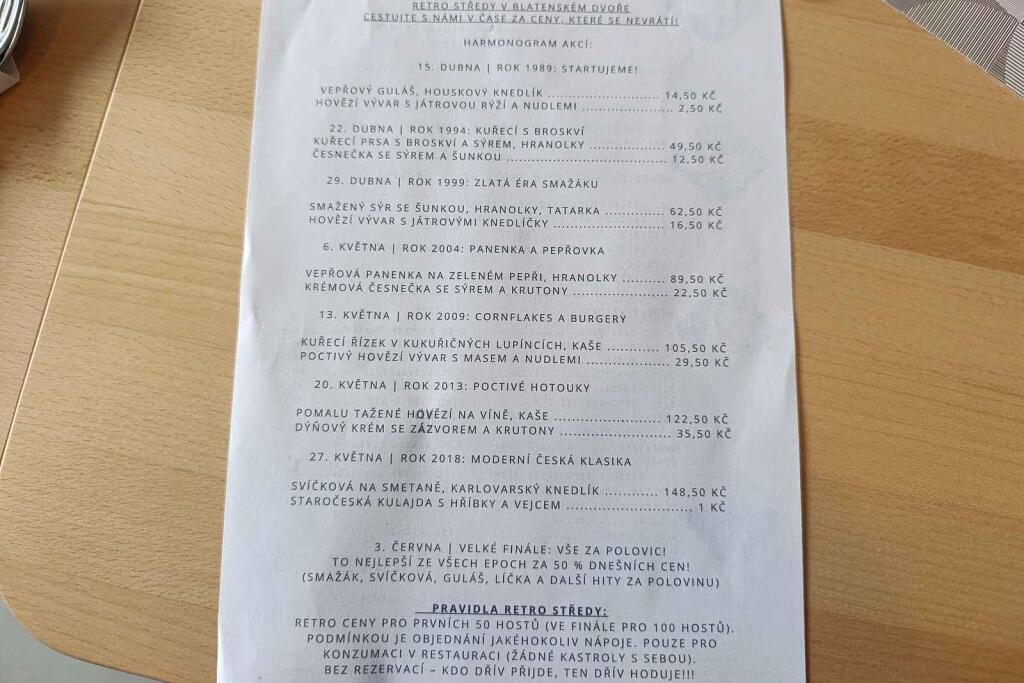 RETRO STŘEDY V BLATENSKÉM DVOŘE
CESTUJTE S NÁMI V ČASE ZA CENY, KTERÉ SE NEVRÁTÍ!
HARMONOGRAM AKCÍ:
15. DUBNA | ROK 1989: STARTUJEME!
VEPŘOVÝ GULÁŠ, HOUSKOVÝ KNEDLÍK ............................ 14,50 KČ
HOVĚZÍ VÝVAR S JÁTROVOU RÝŽÍ A NUDLEMI ....................... 2,50 KČ
22. DUBNA | ROK 1994: KUŘECÍ S BROSKVÍ
KUŘECÍ PRSA S BROSKVÍ A SÝREM, HRANOLKY ................... 49,50 KČ
ČESNEČKA SE SÝREM A ŠUNKOU ........................................ 12,50 KČ
29. DUBNA | ROK 1999: ZLATÁ ÉRA SMAŽÁKU
SMAŽENÝ SÝR SE ŠUNKOU, HRANOLKY, TATARKA .............. 62,50 KČ
HOVĚZÍ VÝVAR S JÁTROVÝMI KNEDLÍČKY ........................... 16,50 KČ
6. KVĚTNA | ROK 2004: PANENKA A PEPŘOVKA
VEPŘOVÁ PANENKA NA ZELENÉM PEPŘI, HRANOLKY .......... 89,50 KČ
KRÉMOVÁ ČESNEČKA SE SÝREM A KRUTONY ...................... 22,50 KČ
13. KVĚTNA | ROK 2009: CORNFLAKES A BURGERY
KUŘECÍ ŘÍZEK V KUKUŘIČNÝCH LUPÍNCÍCH, KAŠE ............ 105,50 KČ
POCTIVÝ HOVĚZÍ VÝVAR S MASEM A NUDLEMI .................... 29,50 KČ
20. KVĚTNA | ROK 2013: POCTIVÉ HOTOUKY
POMALU TAŽENÉ HOVĚZÍ NA VÍNĚ, KAŠE ......................... 122,50 KČ
DÝŇOVÝ KRÉM SE ZÁZVOREM A KRUTONY .......................... 35,50 KČ
27. KVĚTNA | ROK 2018: MODERNÍ ČESKÁ KLASIKA
SVÍČKOVÁ NA SMETANĚ, KARLOVARSKÝ KNEDLÍK ............ 148,50 KČ
STAROČESKÁ KULAJDA S HŘÍBKY A VEJCEM ............................. 1 KČ
3. ČERVNA | VELKÉ FINÁLE: VŠE ZA POLOVIC!
TO NEJLEPŠÍ ZE VŠECH EPOCH ZA 50 % DNEŠNÍCH CEN!
(SMAŽÁK, SVÍČKOVÁ, GULÁŠ, LÍČKA A DALŠÍ HITY ZA POLOVINU)
PRAVIDLA RETRO STŘEDY:
RETRO CENY PRO PRVNÍCH 50 HOSTŮ (VE FINÁLE PRO 100 HOSTŮ).
PODMÍNKOU JE OBJEDNÁNÍ JAKÉHOKOLIV NÁPOJE. POUZE PRO
KONZUMACI V RESTAURACI (ŽÁDNÉ KASTROLY S SEBOU).
BEZ REZERVACÍ – KDO DŘÍV PŘIJDE, TEN DŘÍV HODUJE!!!